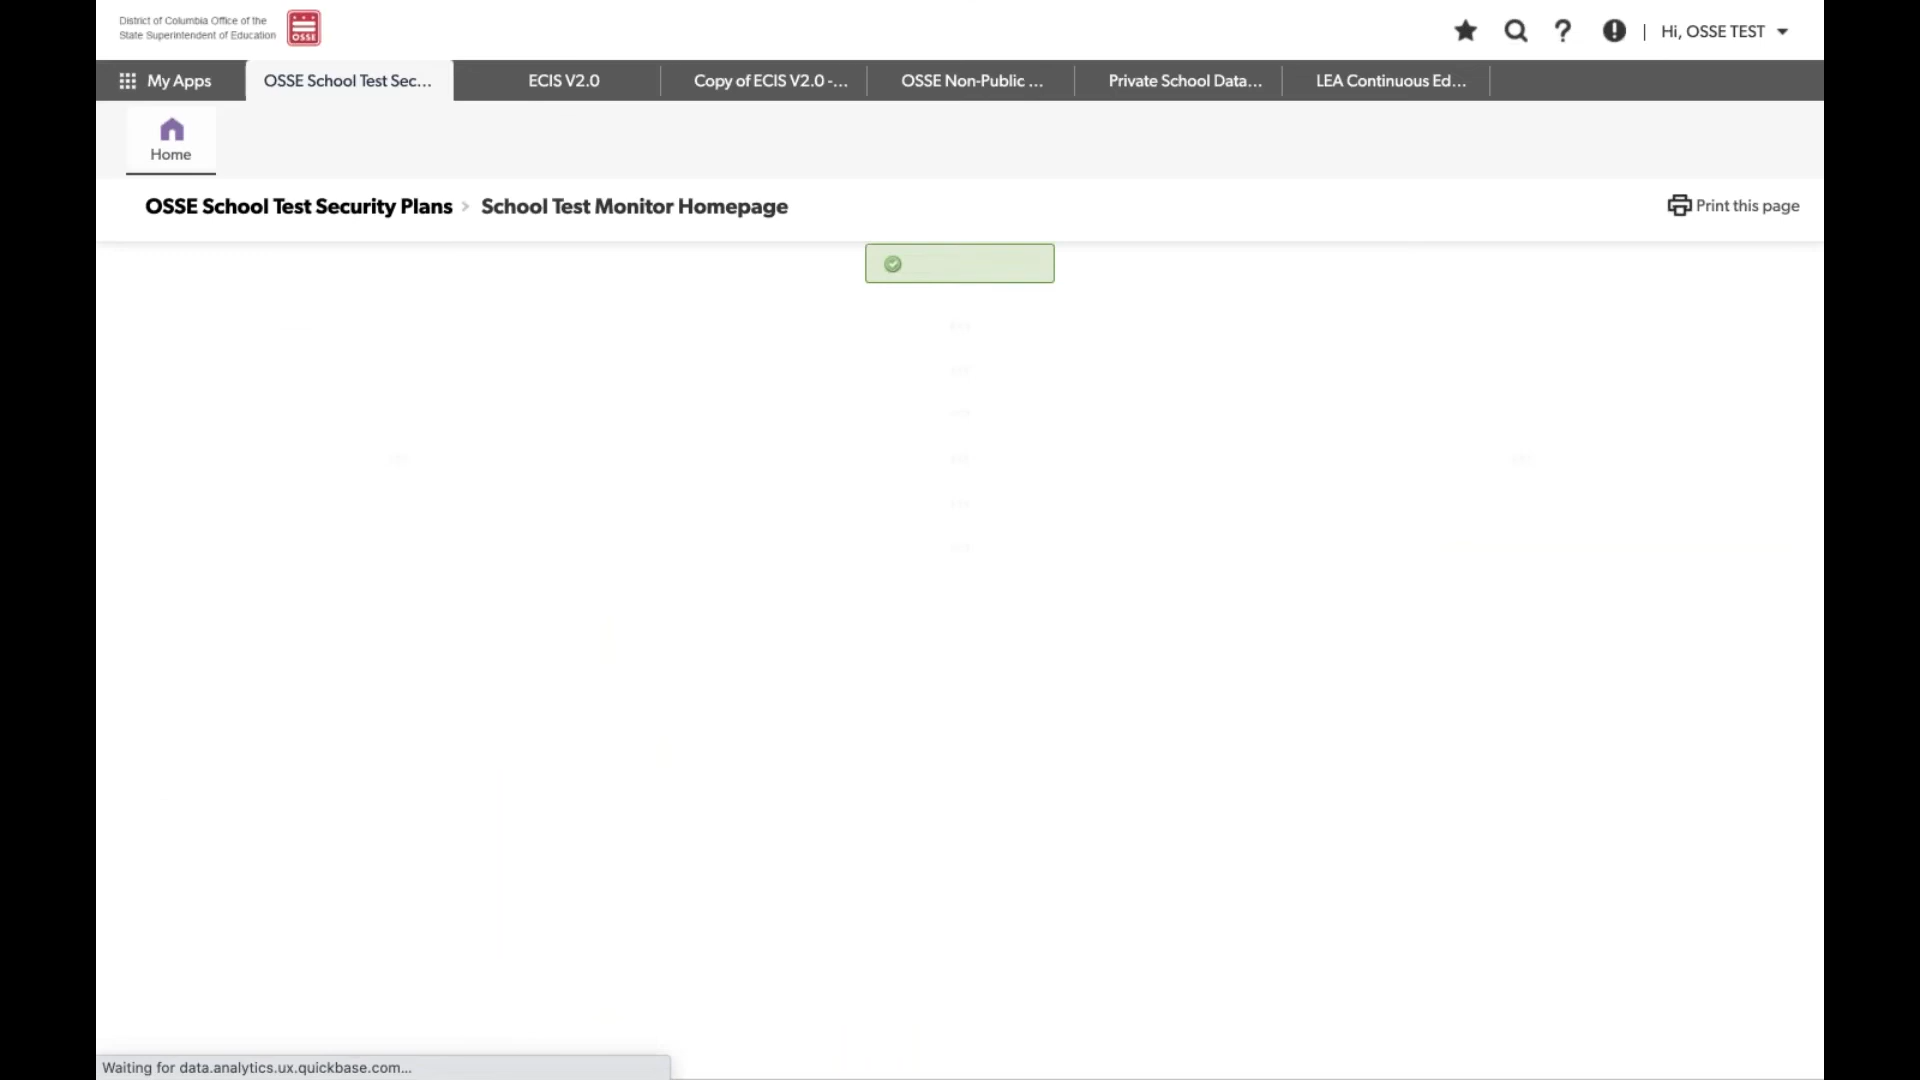 District of Columbia Office of the
State Superintendent of Education
OSSE
Hi, OSSE TEST
My Apps
OSSE School Test Sec...
ECIS V2.0
Copy of ECIS V2.0 -...
OSSE Non-Public ...
Private School Data...
LEA Continuous Ed...
Home
OSSE School Test Security Plans > School Test Monitor Homepage
Print this page
Waiting for data.analytics.ux.quickbase.com...